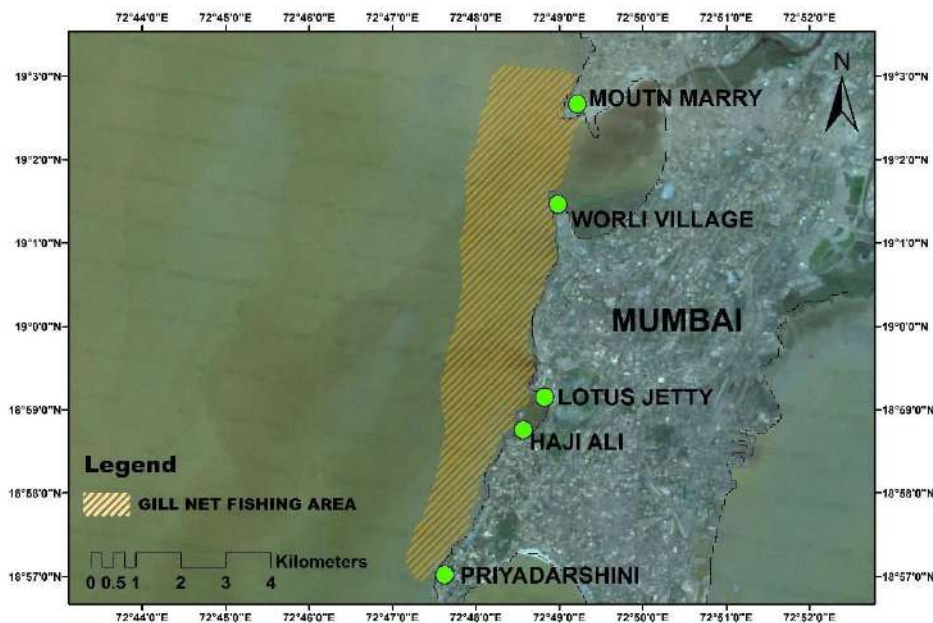 72°44'0"E 72°45'0"E 72°46'0"E 72°47'0"E 72°48'0"E 72°49'0"E 72°50'0"E 72°51'0"E 72°52'0"E
19°3'0"N 19°3'0"N
N
MOUTN MARRY
19°2'0"N 19°2'0"N
WORLI VILLAGE
19°1'0"N 19°1'0"N
MUMBAI
19°0'0"N 19°0'0"N
LOTUS JETTY
18°59'0"N 18°59'0"N
HAJI ALI
Legend
18°58'0"N 18°58'0"N
GILL NET FISHING AREA
Kilometers
0 0.5 1 2 3 4
18°57'0"N 18°57'0"N
PRIYADARSHINI
72°44'0"E 72°45'0"E 72°46'0"E 72°47'0"E 72°48'0"E 72°49'0"E 72°50'0"E 72°51'0"E 72°52'0"E